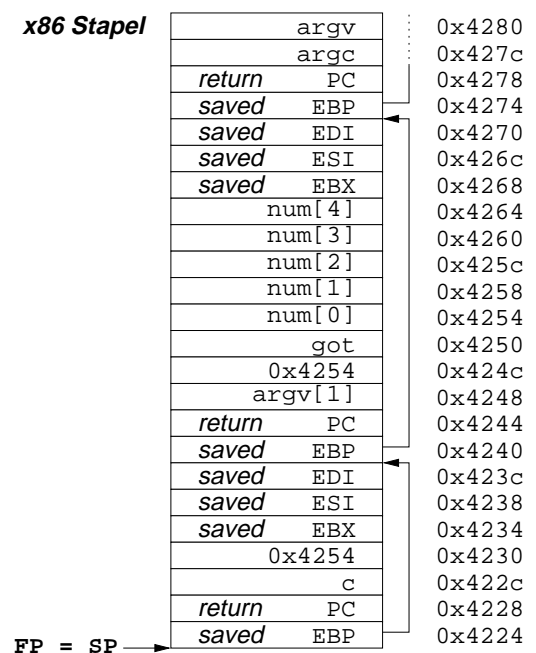 x86 Stapel argv 0x4280
argc 0x427c
return PC 0x4278
saved EBP 0x4274
saved EDI 0x4270
saved ESI 0x426c
saved EBX 0x4268
num[4] 0x4264
num[3] 0x4260
num[2] 0x425c
num[1] 0x4258
num[0] 0x4254
got 0x4250
0x4254 0x424c
argv[1] 0x4248
return PC 0x4244
saved EBP 0x4240
saved EDI 0x423c
saved ESI 0x4238
saved EBX 0x4234
0x4254 0x4230
c 0x422c
return PC 0x4228
saved EBP 0x4224
FP = SP